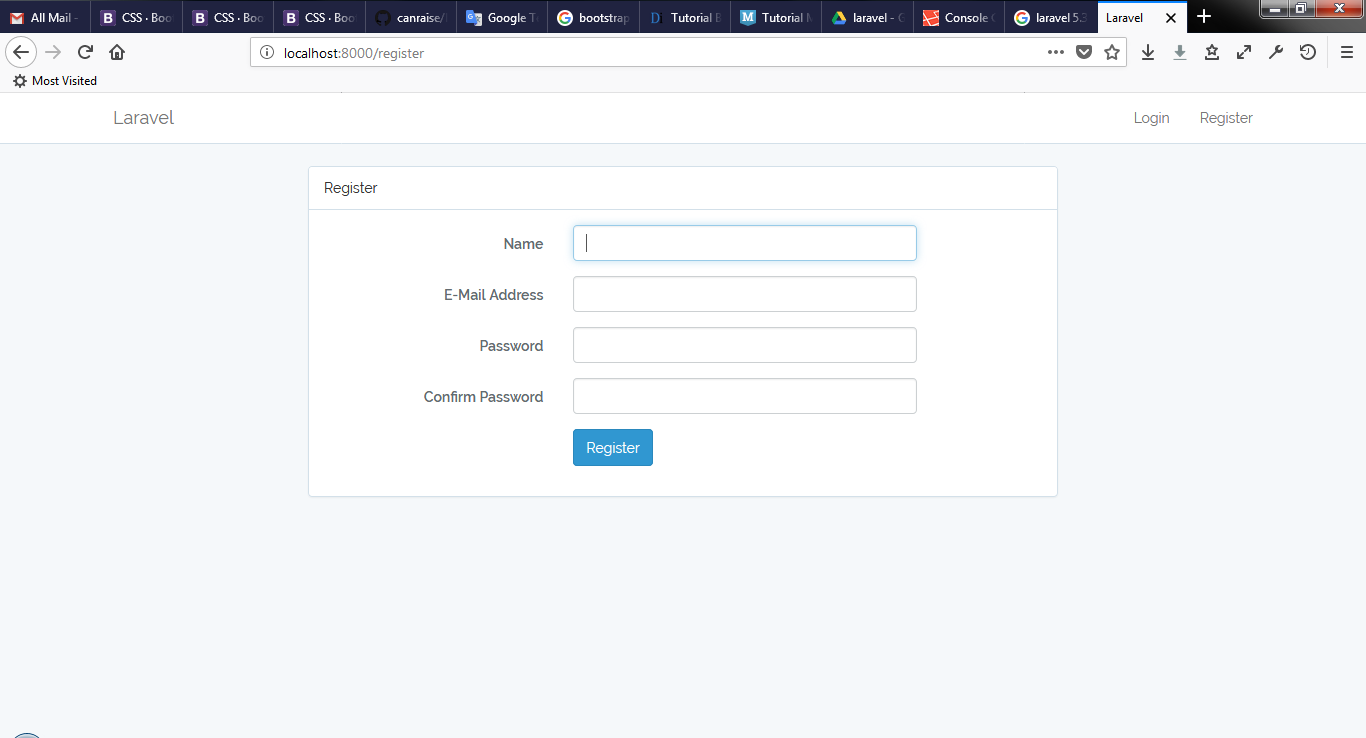 All Mail - CSS · Boo CSS · Boo CSS · Boo canraise/ Google T bootstrap Tutorial Tutorial laravel - Console laravel 5.3 Laravel
localhost:8000/register
Most Visited
Laravel Login Register
Register
Name
E-Mail Address
Password
Confirm Password
Register